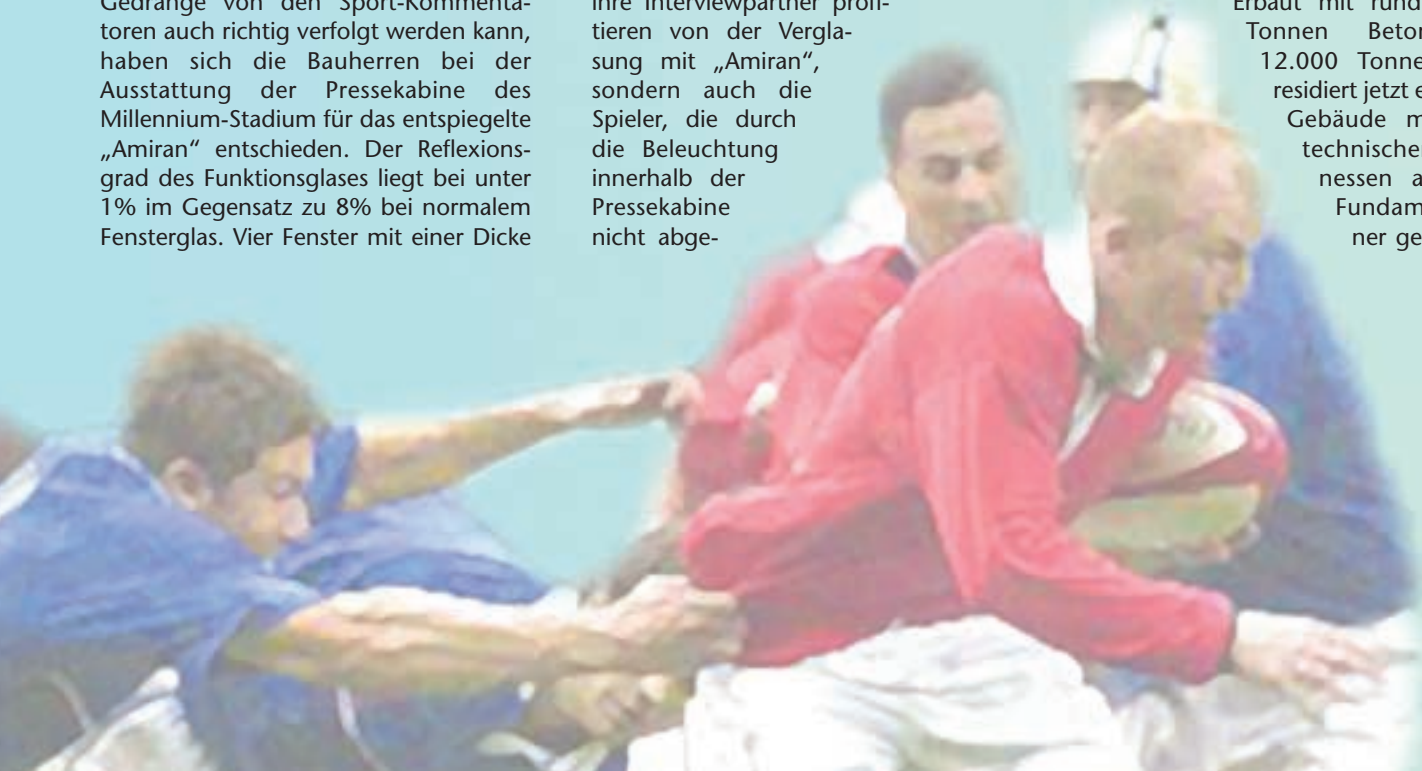 Gedränge von den Sport-Kommenta-
toren auch richtig verfolgt werden kann,
haben sich die Bauherren bei der
Ausstattung der Pressekabine des
Millennium-Stadium für das entspiegelte
„Amiran“ entschieden. Der Reflexions-
grad des Funktionsglases liegt bei unter
1% im Gegensatz zu 8% bei normalem
Fensterglas. Vier Fenster mit einer Dicke
ihre Interviewpartner profi-
tieren von der Vergla-
sung mit „Amiran“,
sondern auch die
Spieler, die durch
die Beleuchtung
innerhalb der
Pressekabine
nicht abge-
Erbaut mit rund
Tonnen Beton
12.000 Tonne
residiert jetzt e
Gebäude m
technische
nessen a
Fundam
ner ge